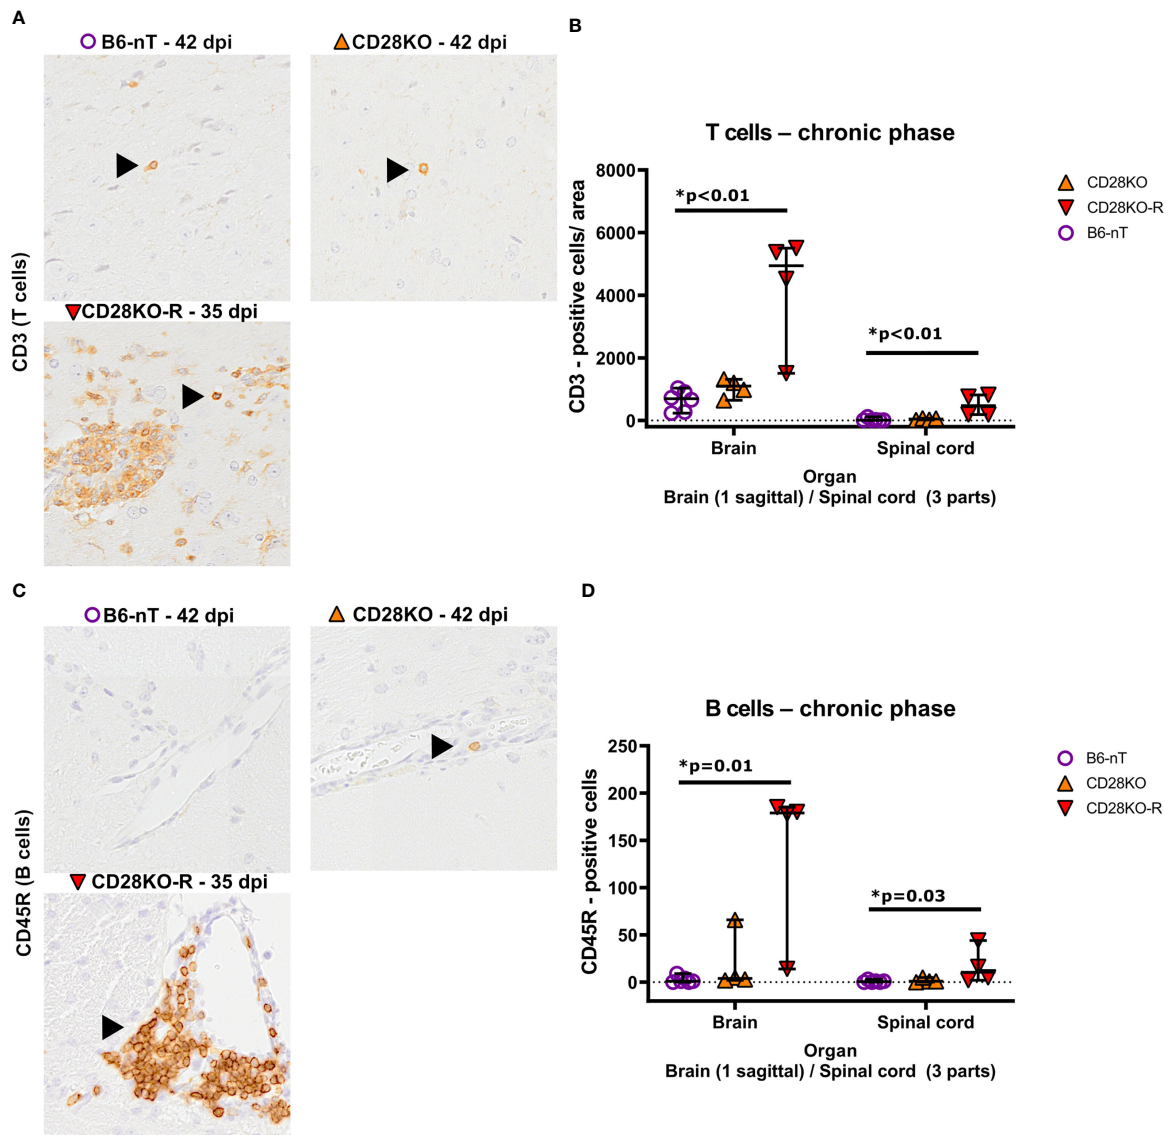 A
B6-nT - 42 dpi
CD28KO - 42 dpi
CD3 (T cells)
CD28KO-R - 35 dpi
B
T cells – chronic phase
CD3 - positive cells/ area
8000
6000
4000
2000
0
*p<0.01
*p<0.01
Brain
Spinal cord
Organ
Brain (1 sagittal) / Spinal cord (3 parts)
CD28KO
CD28KO-R
B6-nT
C
B6-nT - 42 dpi
CD28KO - 42 dpi
CD45R (B cells)
CD28KO-R - 35 dpi
D
B cells – chronic phase
CD45R - positive cells
250
200
150
100
50
0
*p=0.01
*p=0.03
Brain
Spinal cord
Organ
Brain (1 sagittal) / Spinal cord (3 parts)
B6-nT
CD28KO
CD28KO-R